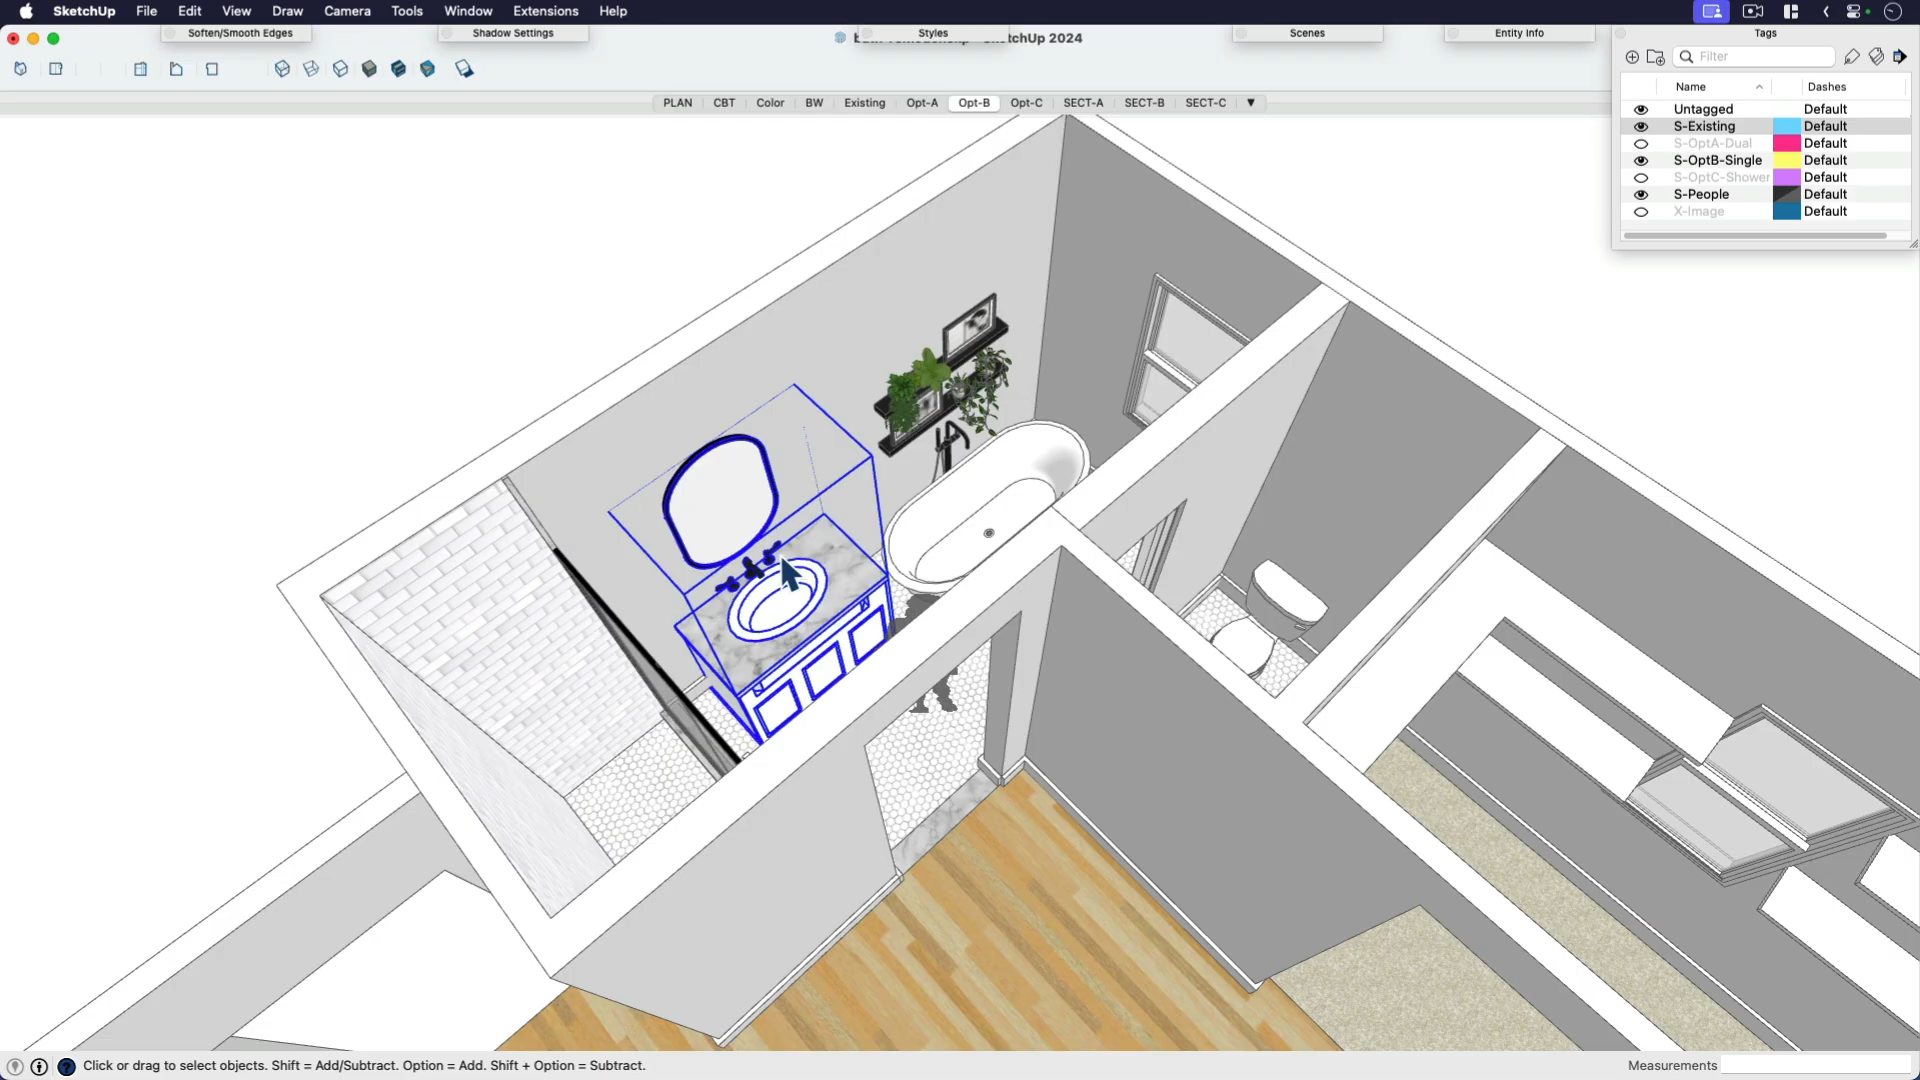 SketchUp File Edit View Draw Camera Tools Window Extensions Help
Soften/Smooth Edges
Shadow Settings
Styles
SketchUp 2024
Scenes
Entity Info
Tags
Filter
PLAN CBT Color BW Existing Opt-A Opt-B Opt-C SECT-A SECT-B SECT-C
Name Dashes
Untagged Default
S-Existing Default
S-OptA-Dual Default
S-OptB-Single Default
S-OptC-Shower Default
S-People Default
X-Image Default
Click or drag to select objects. Shift = Add/Subtract. Option = Add. Shift + Option = Subtract.
Measurements